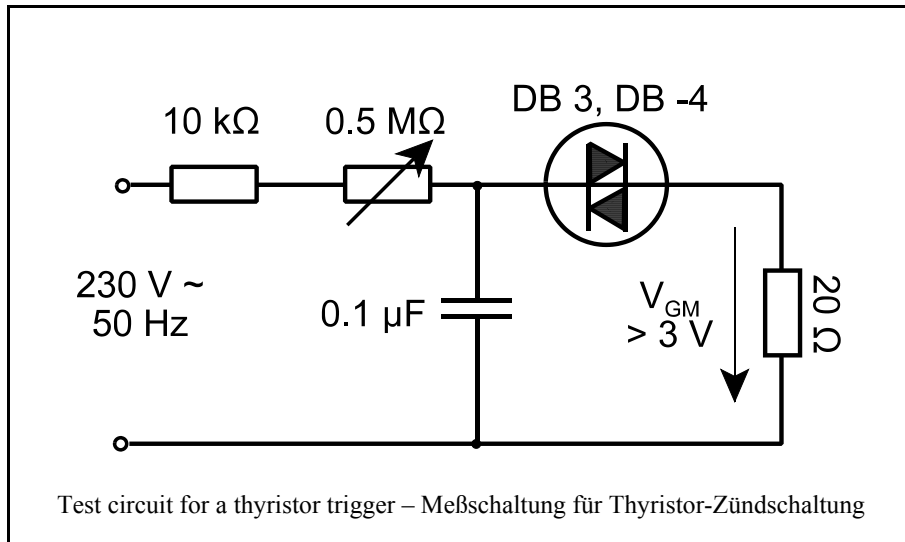 DB 3, DB -4
10 kΩ
0.5 MΩ
230 V ~
50 Hz
0.1 µF
V_GM
> 3 V
20 Ω
Test circuit for a thyristor trigger – Meßschaltung für Thyristor-Zündschaltung